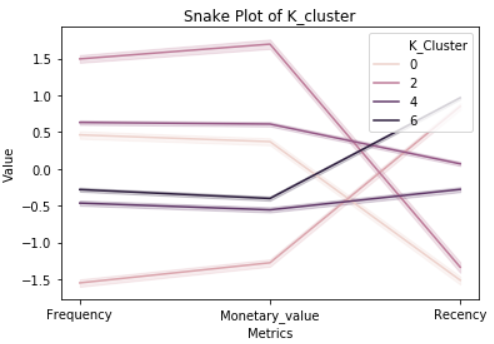 Snake Plot of K_cluster
K_Cluster
0
2
4
6
1.5
1.0
0.5
0.0
−0.5
−1.0
−1.5
Value
Frequency
Monetary_value
Recency
Metrics